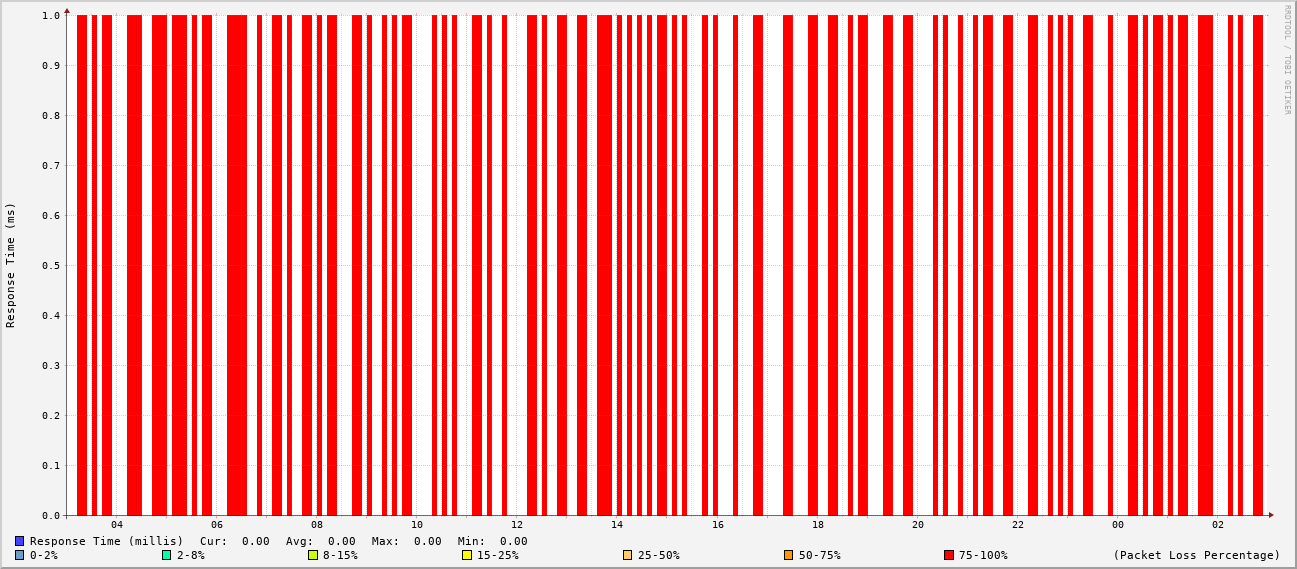 RRDTOOL / TOBI OETIKER
Response Time (ms)
1.0
0.9
0.8
0.7
0.6
0.5
0.4
0.3
0.2
0.1
0.0
04 06 08 10 12 14 16 18 20 22 00 02
Response Time (millis) Cur: 0.00 Avg: 0.00 Max: 0.00 Min: 0.00
0-2% 2-8% 8-15% 15-25% 25-50% 50-75% 75-100% (Packet Loss Percentage)